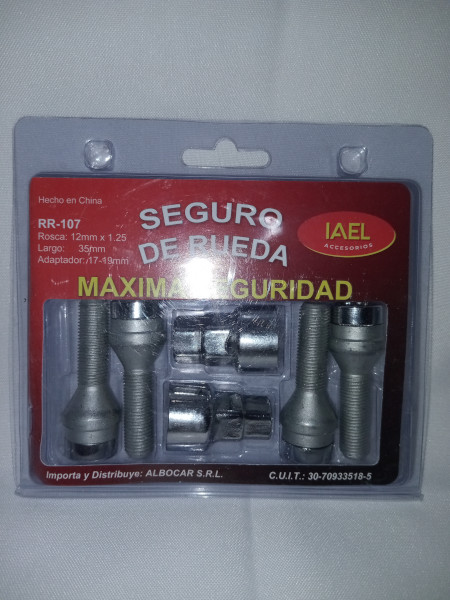 Hecho en China
RR-107
Rosca: 12mm x 1.25
Largo: 35mm
Adaptador: 17-19mm
SEGURO
DE RUEDA
IAEL
ACCESORIOS
MÁXIMA SEGURIDAD
Importa y Distribuye: ALBOCAR S.R.L.
C.U.I.T.: 30-70933518-5